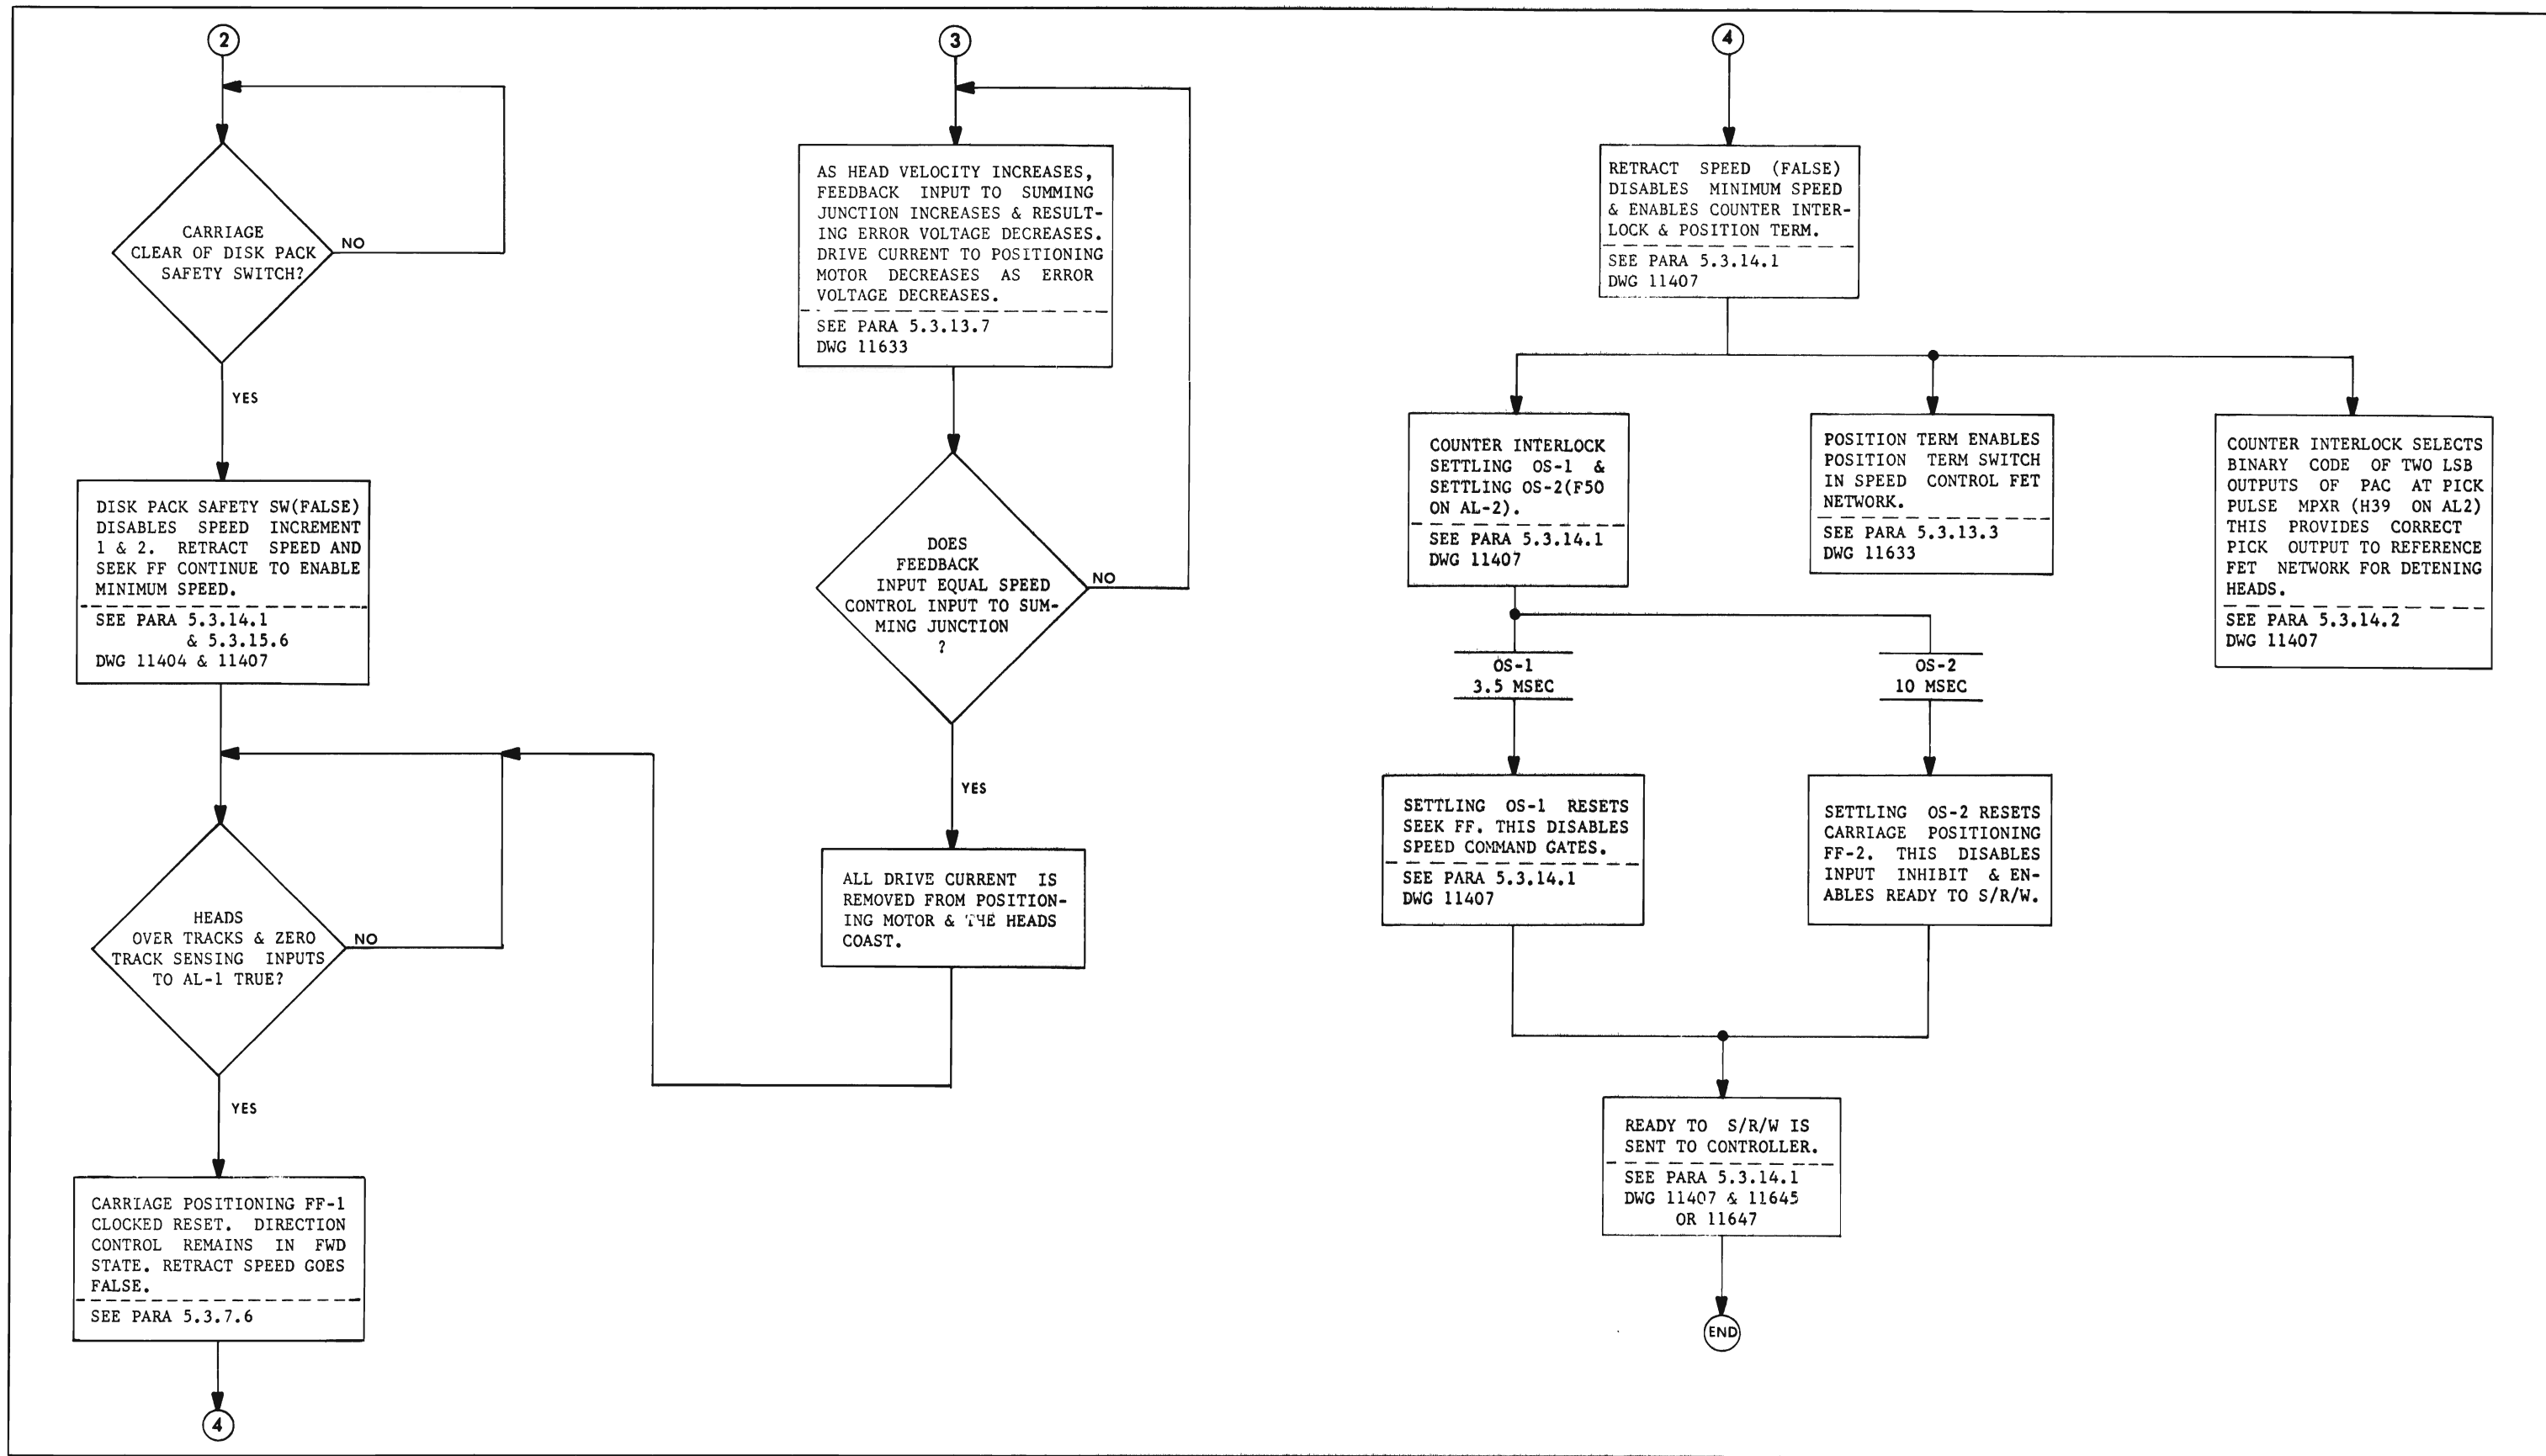 2
CARRIAGE
CLEAR OF DISK PACK
SAFETY SWITCH?
NO
YES
DISK PACK SAFETY SW(FALSE)
DISABLES SPEED INCREMENT
1 & 2. RETRACT SPEED AND
SEEK FF CONTINUE TO ENABLE
MINIMUM SPEED.
SEE PARA 5.3.14.1
& 5.3.15.6
DWG 11404 & 11407
HEADS
OVER TRACKS & ZERO
TRACK SENSING INPUTS
TO AL-1 TRUE?
NO
YES
CARRIAGE POSITIONING FF-1
CLOCKED RESET. DIRECTION
CONTROL REMAINS IN FWD
STATE. RETRACT SPEED GOES
FALSE.
SEE PARA 5.3.7.6
4
3
AS HEAD VELOCITY INCREASES,
FEEDBACK INPUT TO SUMMING
JUNCTION INCREASES & RESULT-
ING ERROR VOLTAGE DECREASES.
DRIVE CURRENT TO POSITIONING
MOTOR DECREASES AS ERROR
VOLTAGE DECREASES.
SEE PARA 5.3.13.7
DWG 11633
DOES
FEEDBACK
INPUT EQUAL SPEED
CONTROL INPUT TO SUM-
MING JUNCTION
?
NO
YES
ALL DRIVE CURRENT IS
REMOVED FROM POSITION-
ING MOTOR & THE HEADS
COAST.
4
RETRACT SPEED (FALSE)
DISABLES MINIMUM SPEED
& ENABLES COUNTER INTER-
LOCK & POSITION TERM.
SEE PARA 5.3.14.1
DWG 11407
COUNTER INTERLOCK
SETTLING OS-1 &
SETTLING OS-2(F50
ON AL-2).
SEE PARA 5.3.14.1
DWG 11407
POSITION TERM ENABLES
POSITION TERM SWITCH
IN SPEED CONTROL FET
NETWORK.
SEE PARA 5.3.13.3
DWG 11633
COUNTER INTERLOCK SELECTS
BINARY CODE OF TWO LSB
OUTPUTS OF PAC AT PICK
PULSE MPXR (H39 ON AL2)
THIS PROVIDES CORRECT
PICK OUTPUT TO REFERENCE
FET NETWORK FOR DETENING
HEADS.
SEE PARA 5.3.14.2
DWG 11407
OS-1
3.5 MSEC
OS-2
10 MSEC
SETTLING OS-1 RESETS
SEEK FF. THIS DISABLES
SPEED COMMAND GATES.
SEE PARA 5.3.14.1
DWG 11407
SETTLING OS-2 RESETS
CARRIAGE POSITIONING
FF-2. THIS DISABLES
INPUT INHIBIT & EN-
ABLES READY TO S/R/W.
READY TO S/R/W IS
SENT TO CONTROLLER.
SEE PARA 5.3.14.1
DWG 11407 & 11645
OR 11647
END